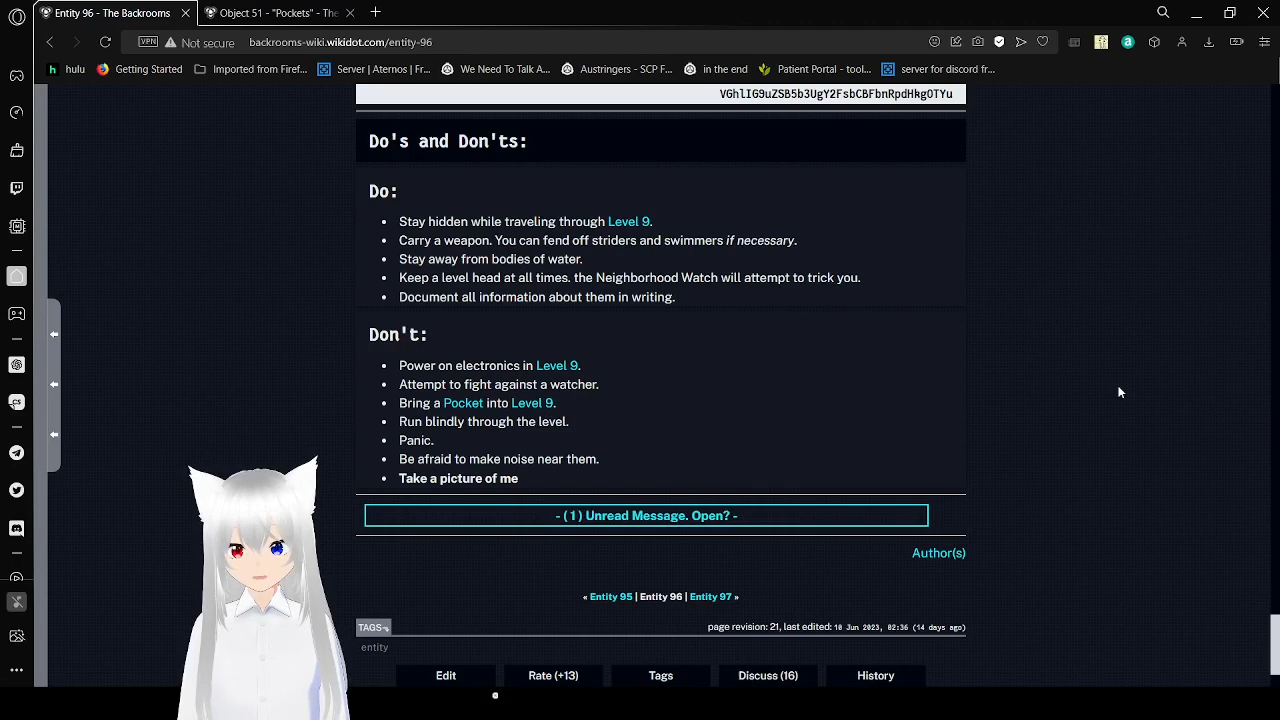 Entity 96 - The Backrooms
Object 51 - "Pockets" - The
VPN
Not secure
backrooms-wiki.wikidot.com/entity-96
hulu
Getting Started
Imported from Firef...
Server | Aternos | Fr...
We Need To Talk A...
Austringers - SCP F...
in the end
Patient Portal - tool...
server for discord fr...
VGhlIG9uZSB5b3UgY2FsbCBFbnRpdHkgOTYu
Do's and Don'ts:
Do:
Stay hidden while traveling through Level 9.
Carry a weapon. You can fend off striders and swimmers if necessary.
Stay away from bodies of water.
Keep a level head at all times. the Neighborhood Watch will attempt to trick you.
Document all information about them in writing.
Don't:
Power on electronics in Level 9.
Attempt to fight against a watcher.
Bring a Pocket into Level 9.
Run blindly through the level.
Panic.
Be afraid to make noise near them.
Take a picture of me
- (1) Unread Message. Open? -
Author(s)
« Entity 95 | Entity 96 | Entity 97 »
TAGS
page revision: 21, last edited: 10 Jun 2023, 02:36 (14 days ago)
entity
Edit
Rate (+13)
Tags
Discuss (16)
History